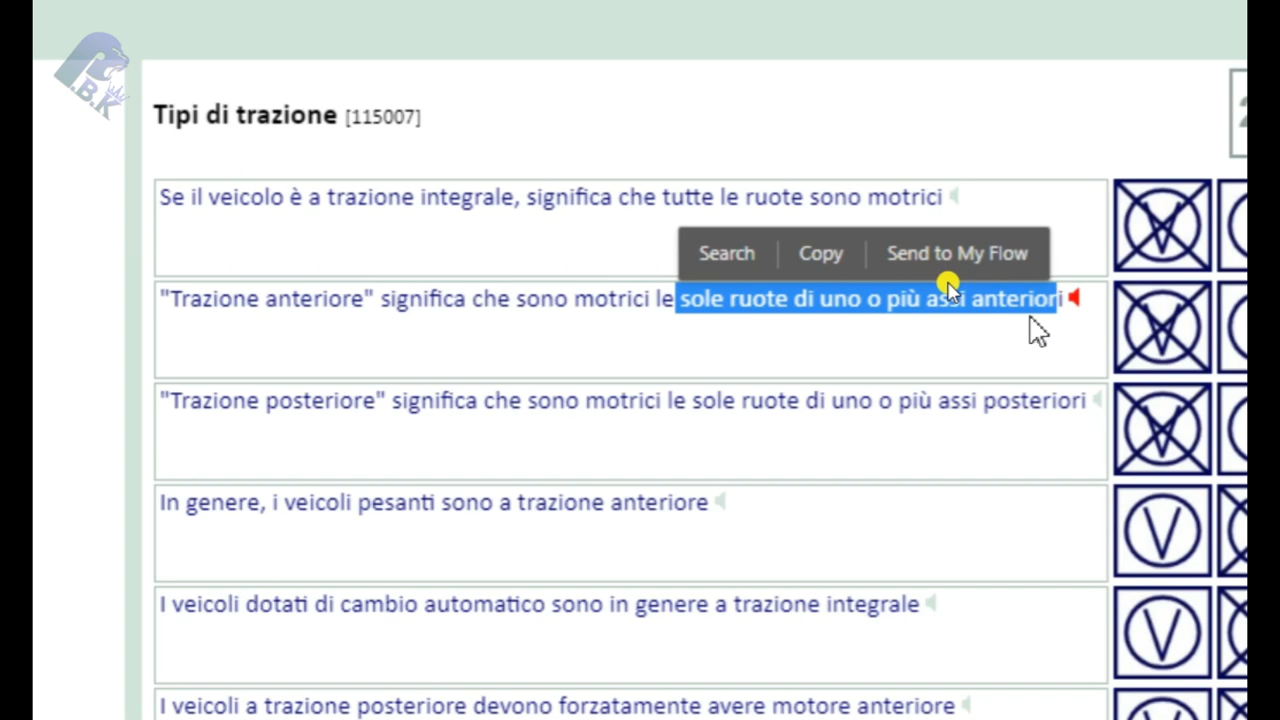 P.B.K
Tipi di trazione [115007]
Se il veicolo è a trazione integrale, significa che tutte le ruote sono motrici
V
Search Copy Send to My Flow
"Trazione anteriore" significa che sono motrici le sole ruote di uno o più assi anteriori
V
"Trazione posteriore" significa che sono motrici le sole ruote di uno o più assi posteriori
V
In genere, i veicoli pesanti sono a trazione anteriore
V
I veicoli dotati di cambio automatico sono in genere a trazione integrale
V
I veicoli a trazione posteriore devono forzatamente avere motore anteriore